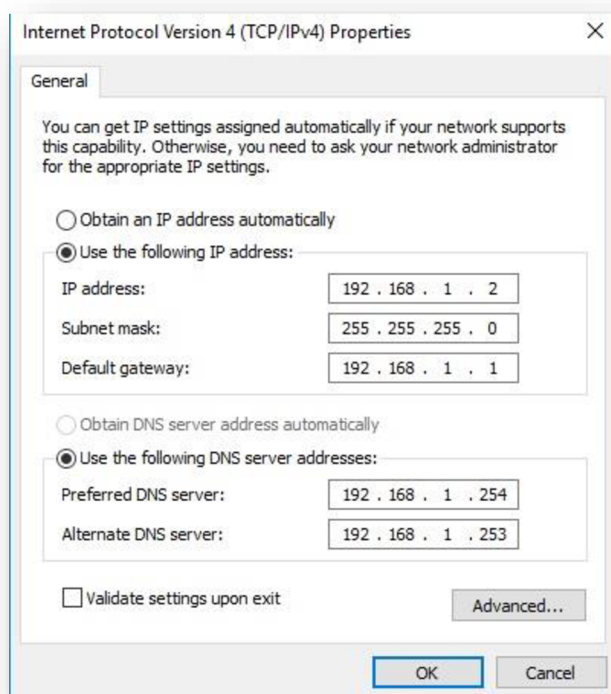 Internet Protocol Version 4 (TCP/IPv4) Properties
General
You can get IP settings assigned automatically if your network supports
this capability. Otherwise, you need to ask your network administrator
for the appropriate IP settings.
Obtain an IP address automatically
Use the following IP address:
IP address: 192 . 168 . 1 . 2
Subnet mask: 255 . 255 . 255 . 0
Default gateway: 192 . 168 . 1 . 1
Obtain DNS server address automatically
Use the following DNS server addresses:
Preferred DNS server: 192 . 168 . 1 . 254
Alternate DNS server: 192 . 168 . 1 . 253
Validate settings upon exit
Advanced...
OK Cancel